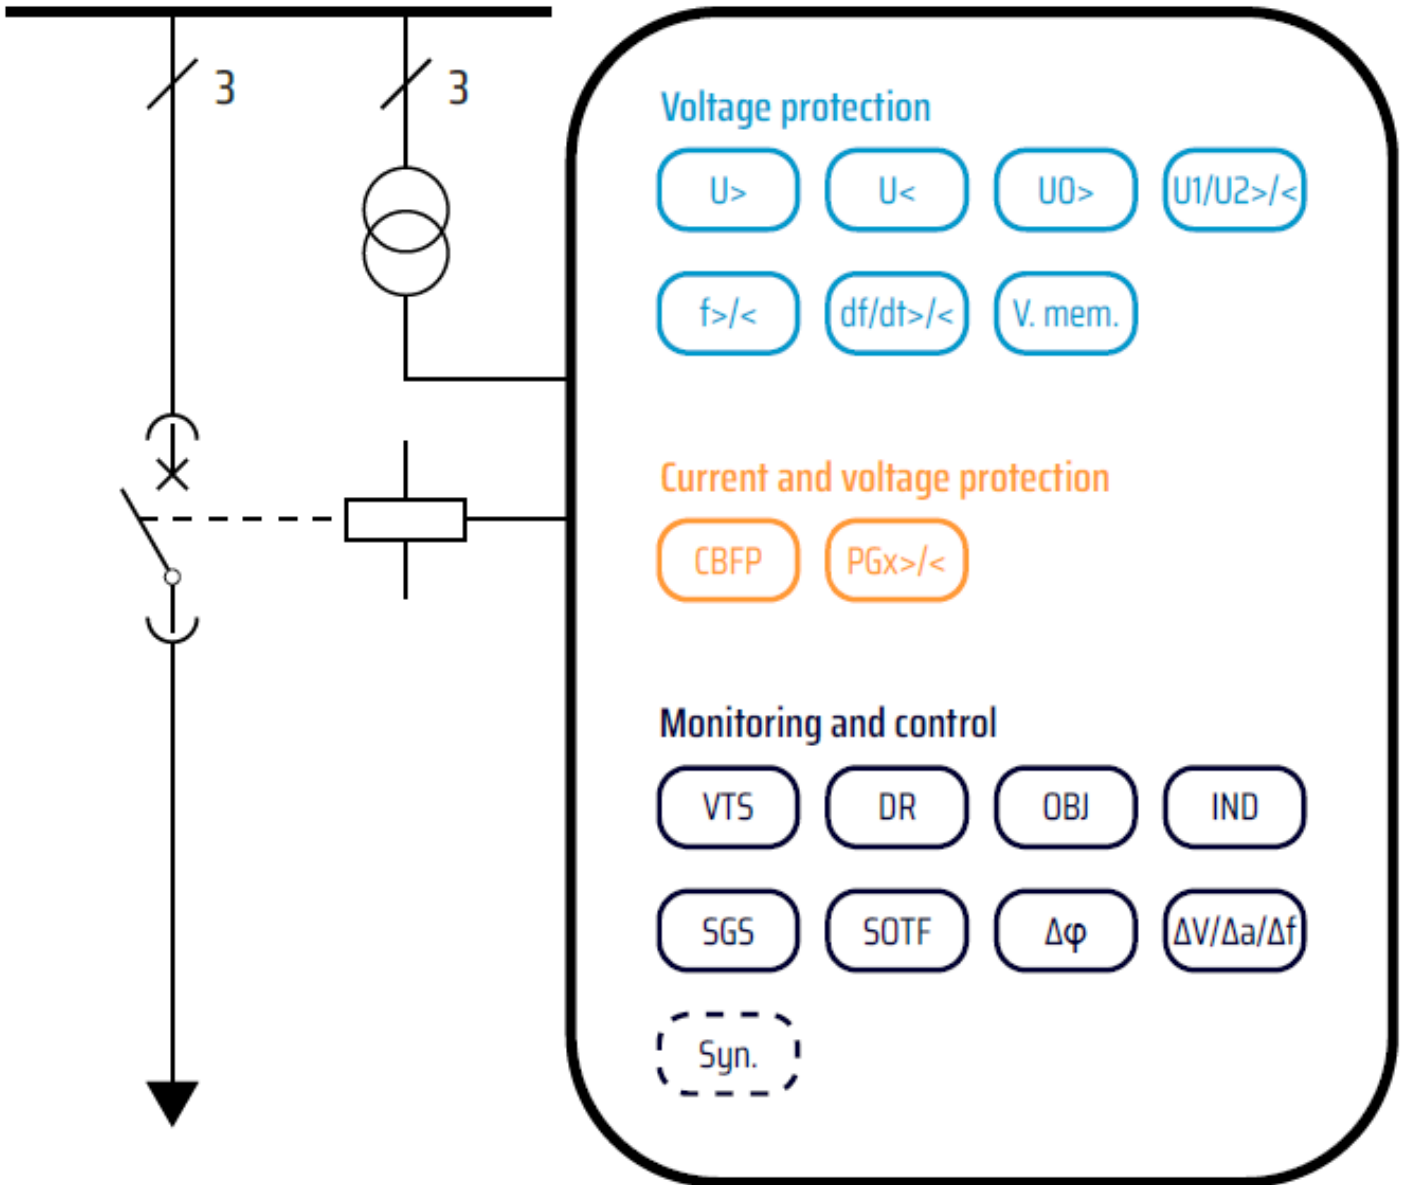 3 3
Voltage protection
U> U< U0> U1/U2>/<
f>/< df/dt>/< V. mem.
Current and voltage protection
CBFP PGx>/<
Monitoring and control
VTS DR OBJ IND
SGS SOTF Δφ ΔV/Δa/Δf
Syn.